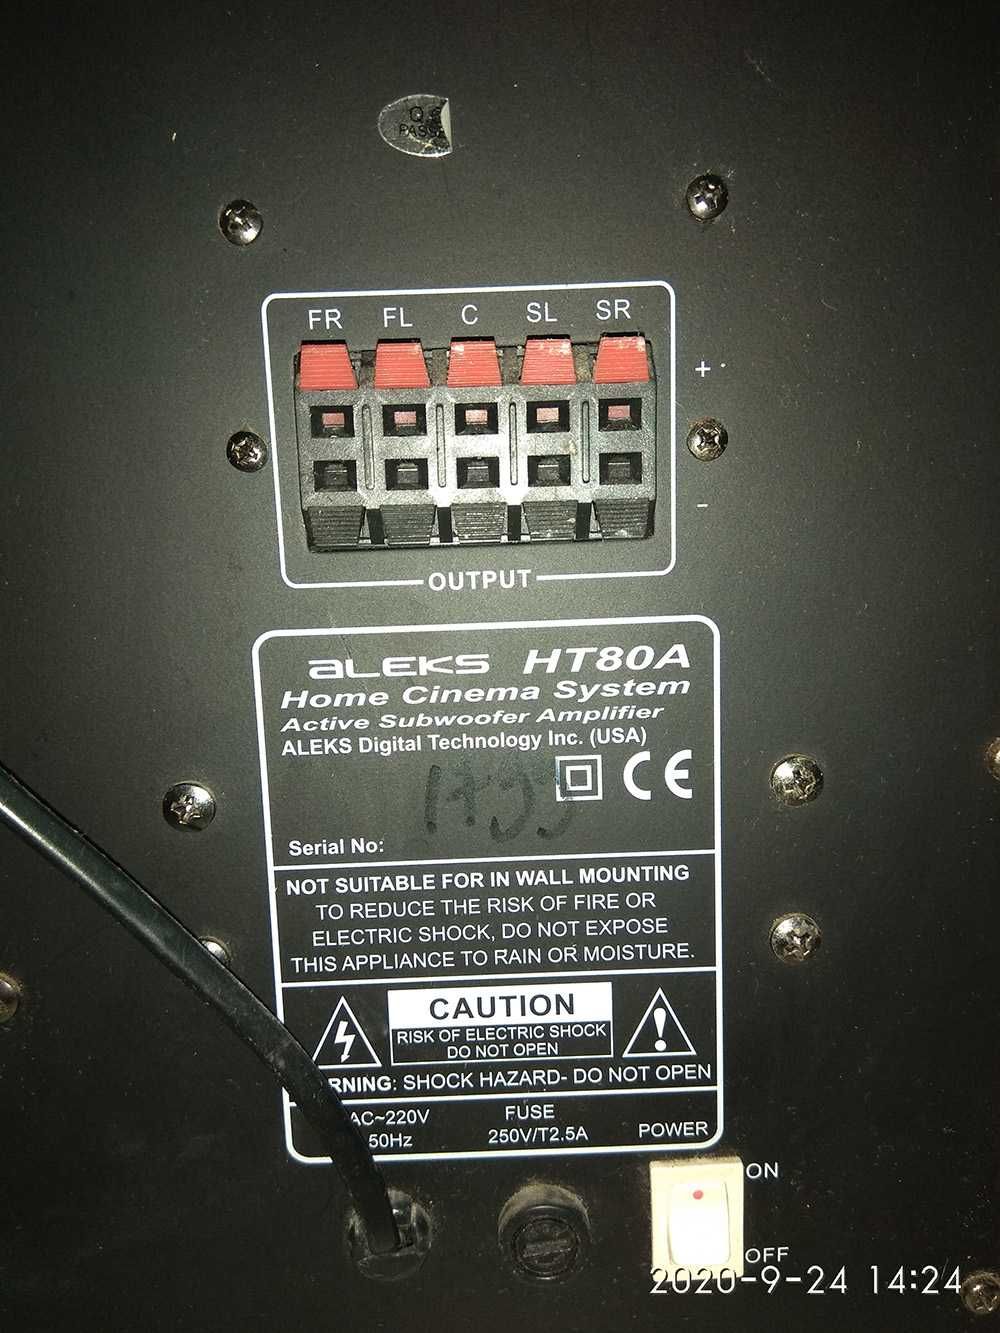 FR FL C SL SR
+
-
OUTPUT
aLEKS HT80A
Home Cinema System
Active Subwoofer Amplifier
ALEKS Digital Technology Inc. (USA)
CE
Serial No:
NOT SUITABLE FOR IN WALL MOUNTING
TO REDUCE THE RISK OF FIRE OR
ELECTRIC SHOCK, DO NOT EXPOSE
THIS APPLIANCE TO RAIN OR MOISTURE.
CAUTION
RISK OF ELECTRIC SHOCK
DO NOT OPEN
RNING: SHOCK HAZARD- DO NOT OPEN
AC~220V
50Hz
FUSE
250V/T2.5A
POWER
ON
OFF
2020-9-24 14:24